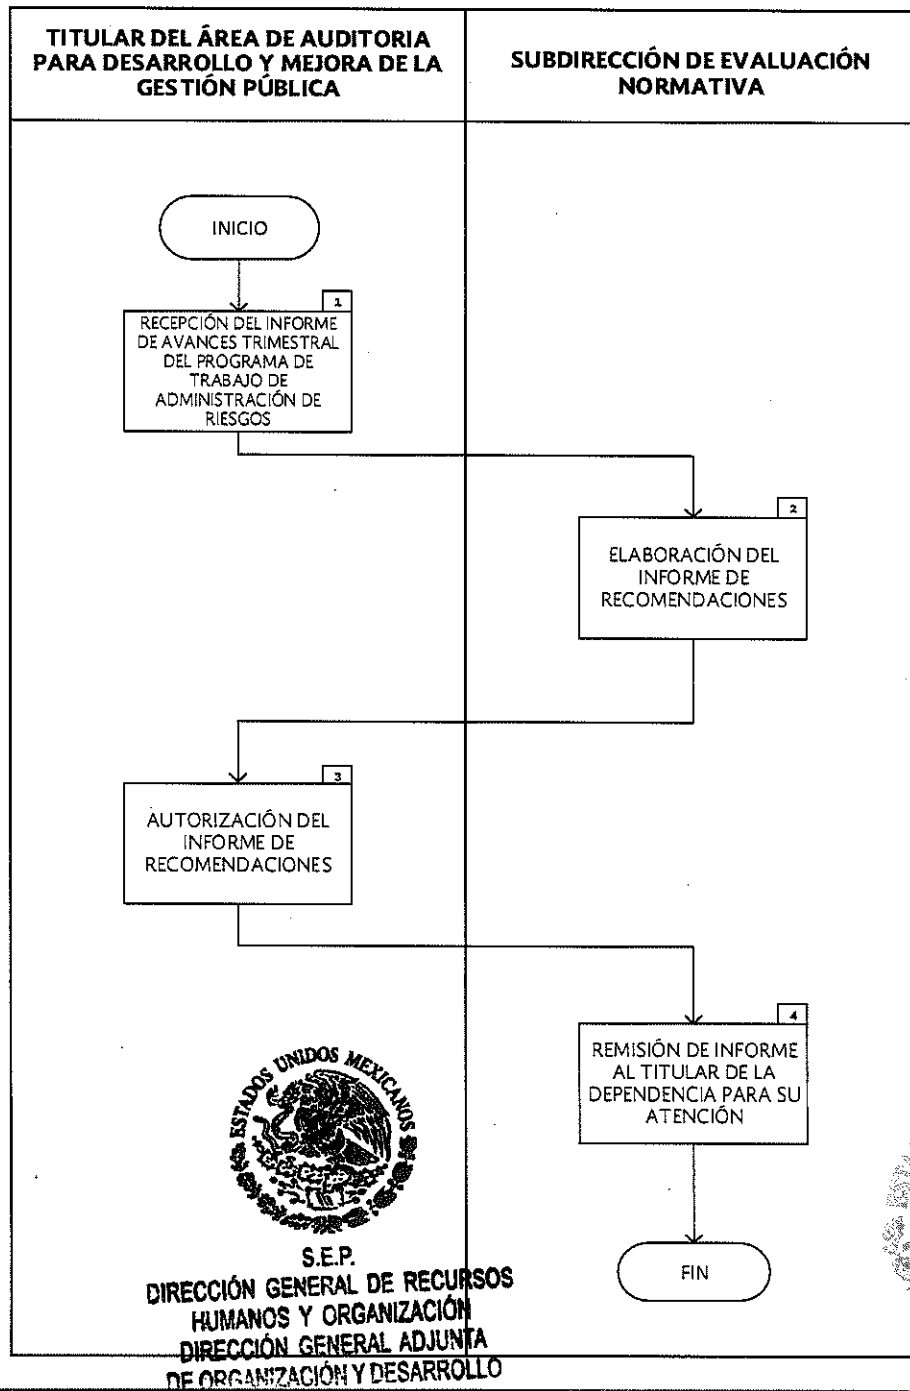 TITULAR DEL ÁREA DE AUDITORIA
PARA DESARROLLO Y MEJORA DE LA
GESTIÓN PÚBLICA
SUBDIRECCIÓN DE EVALUACIÓN
NORMATIVA
INICIO
1
RECEPCIÓN DEL INFORME
DE AVANCES TRIMESTRAL
DEL PROGRAMA DE
TRABAJO DE
ADMINISTRACIÓN DE
RIESGOS
2
ELABORACIÓN DEL
INFORME DE
RECOMENDACIONES
3
AUTORIZACIÓN DEL
INFORME DE
RECOMENDACIONES
4
REMISIÓN DE INFORME
AL TITULAR DE LA
DEPENDENCIA PARA SU
ATENCIÓN
FIN
ESTADOS UNIDOS MEXICANOS
S.E.P.
DIRECCIÓN GENERAL DE RECURSOS
HUMANOS Y ORGANIZACIÓN
DIRECCIÓN GENERAL ADJUNTA
DE ORGANIZACIÓN Y DESARROLLO